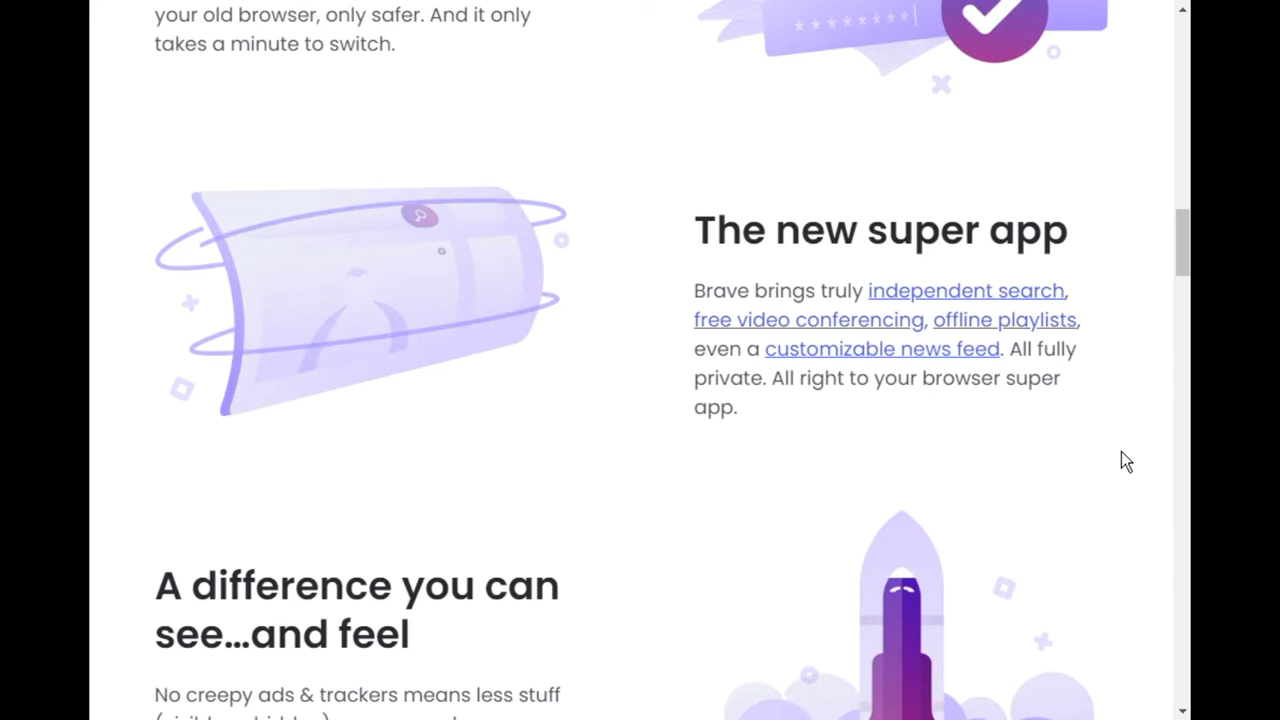 your old browser, only safer. And it only
takes a minute to switch.
********|
The new super app
Brave brings truly independent search,
free video conferencing, offline playlists,
even a customizable news feed. All fully
private. All right to your browser super
app.
A difference you can
see...and feel
No creepy ads & trackers means less stuff